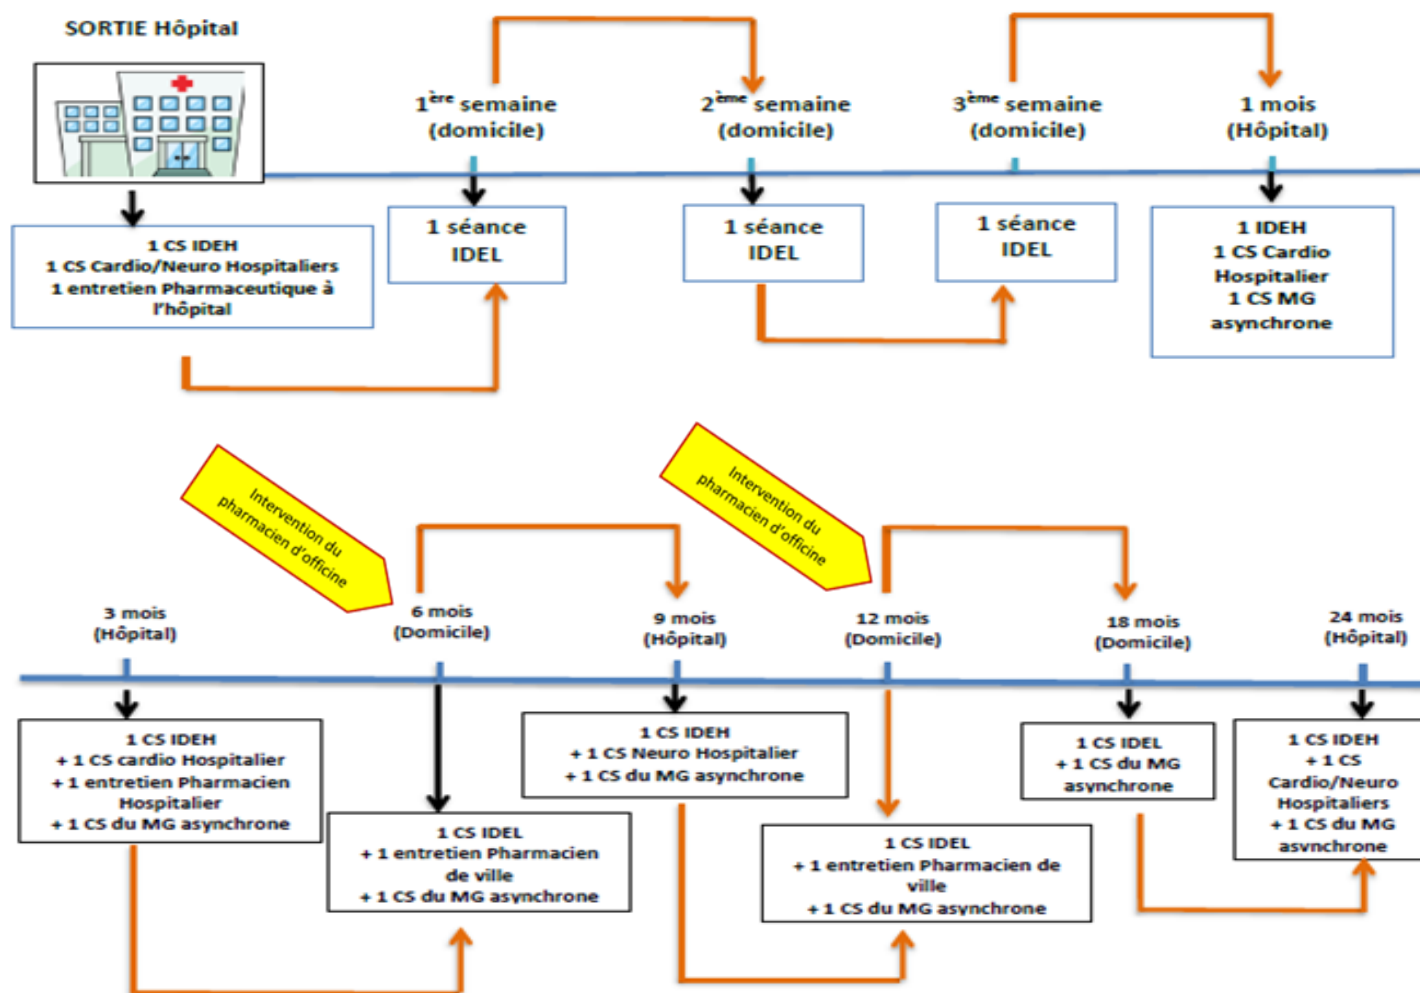 SORTIE Hôpital
1ère semaine
(domicile)
2ème semaine
(domicile)
3ème semaine
(domicile)
1 mois
(Hôpital)
1 CS IDEH
1 CS Cardio/Neuro Hospitaliers
1 entretien Pharmaceutique à
l'hôpital
1 séance
IDEL
1 séance
IDEL
1 séance
IDEL
1 IDEH
1 CS Cardio
Hospitalier
1 CS MG
asynchrone
Intervention du
pharmacien d'officine
Intervention du
pharmacien d'officine
3 mois
(Hôpital)
6 mois
(Domicile)
9 mois
(Hôpital)
12 mois
(Domicile)
18 mois
(Domicile)
24 mois
(Hôpital)
1 CS IDEH
+ 1 CS cardio Hospitalier
+ 1 entretien Pharmacien
Hospitalier
+ 1 CS du MG asynchrone
1 CS IDEL
+ 1 entretien Pharmacien
de ville
+ 1 CS du MG asynchrone
1 CS IDEH
+ 1 CS Neuro Hospitalier
+ 1 CS du MG asynchrone
1 CS IDEL
+ 1 entretien Pharmacien de
ville
+ 1 CS du MG asynchrone
1 CS IDEL
+ 1 CS du MG
asynchrone
1 CS IDEH
+ 1 CS
Cardio/Neuro
Hospitaliers
+ 1 CS du MG
asynchrone